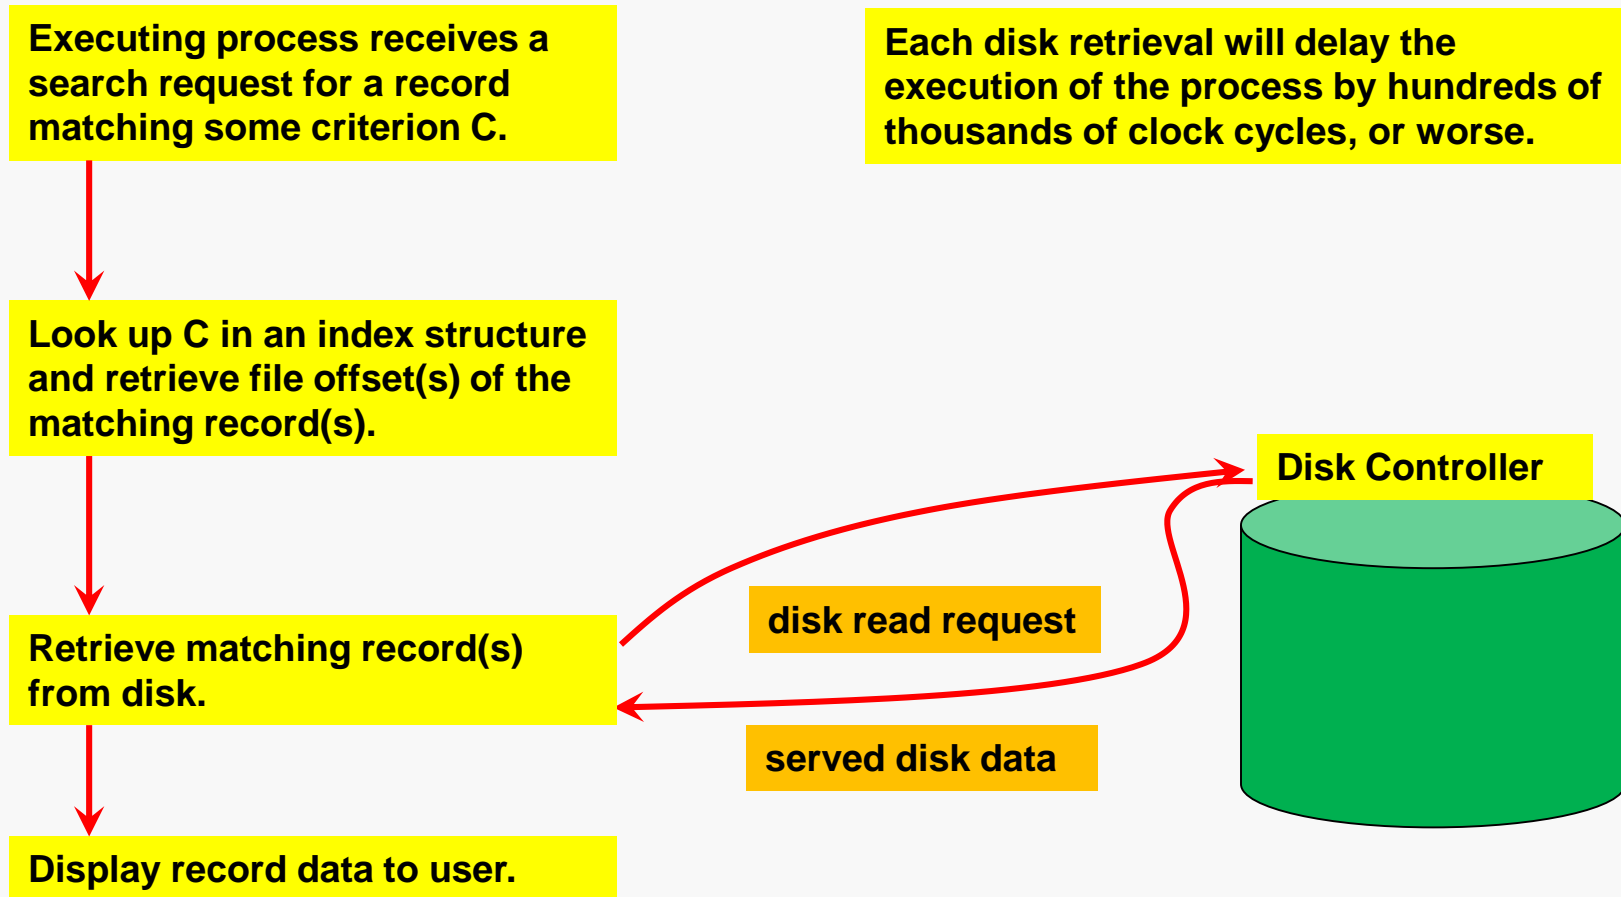 Executing process receives a
search request for a record
matching some criterion C.
Each disk retrieval will delay the
execution of the process by hundreds of
thousands of clock cycles, or worse.
Look up C in an index structure
and retrieve file offset(s) of the
matching record(s).
Disk Controller
disk read request
Retrieve matching record(s)
from disk.
served disk data
Display record data to user.